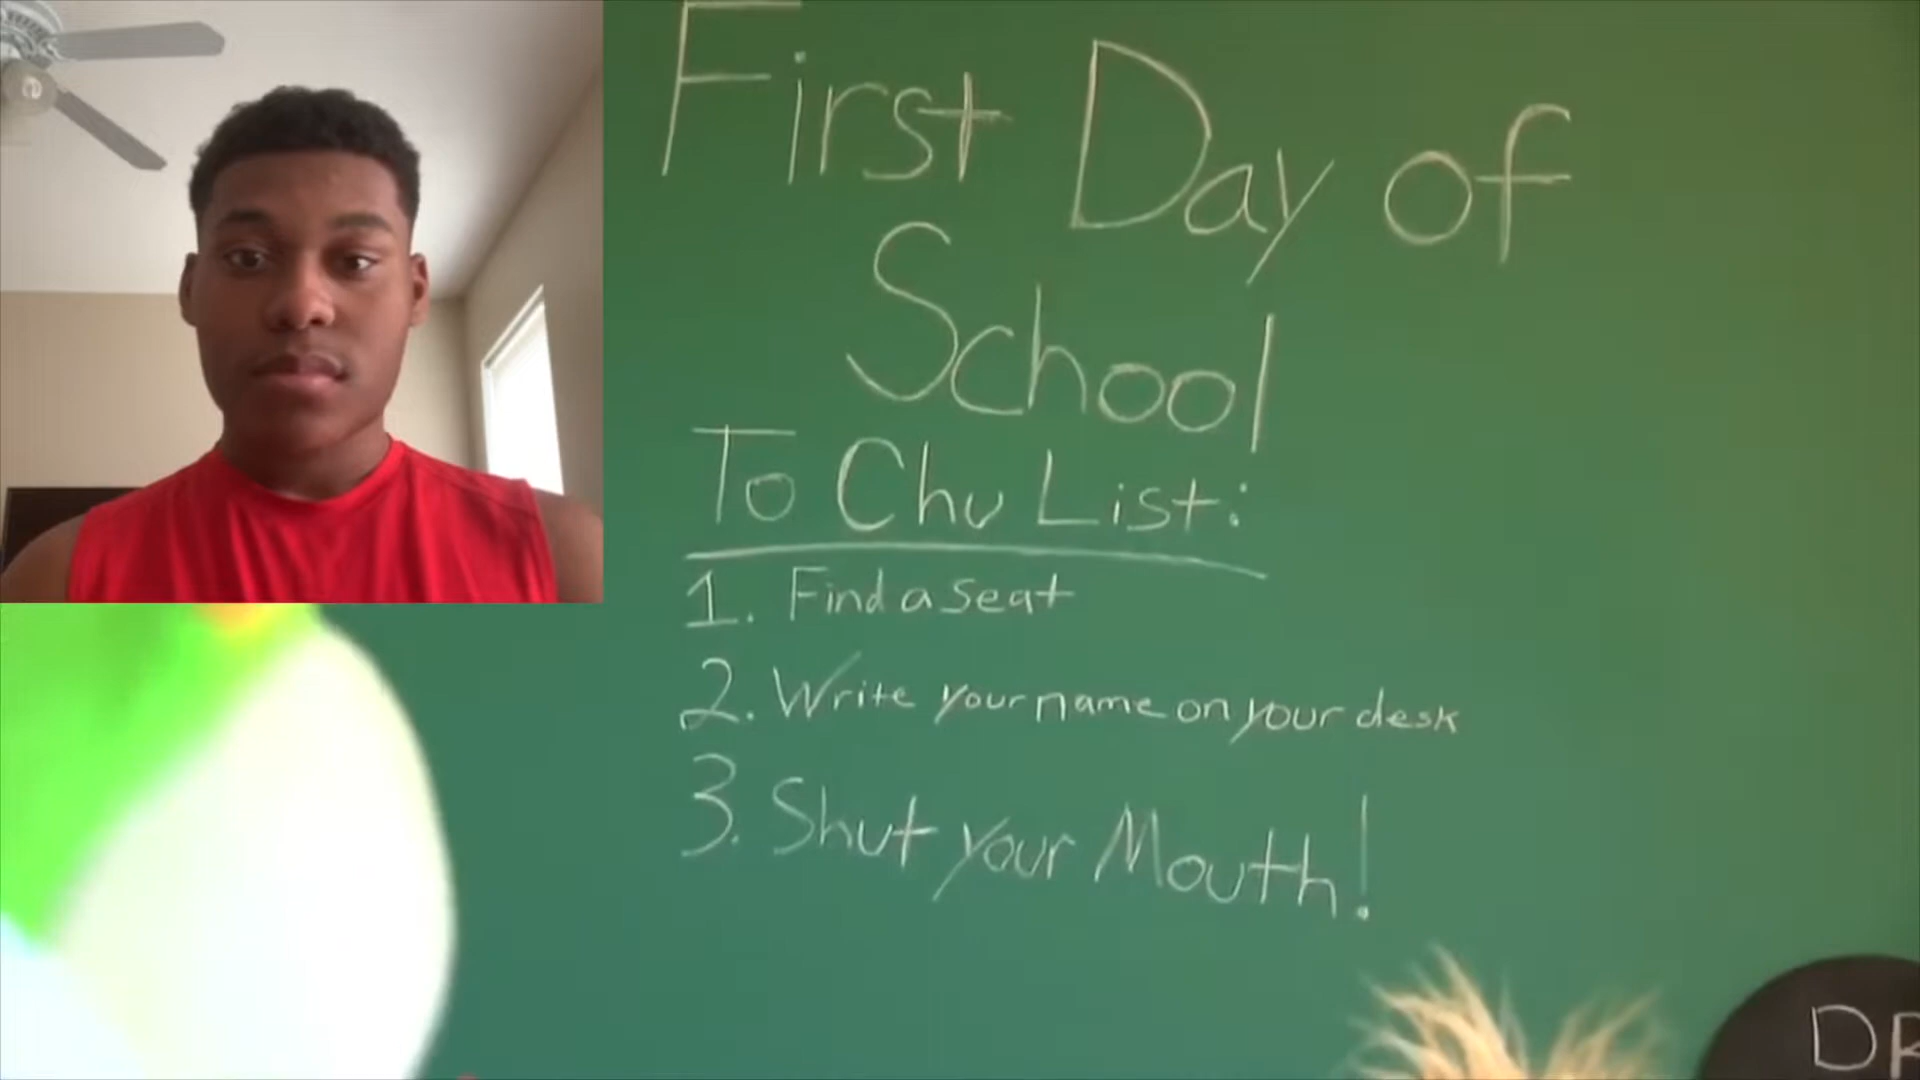 First Day of
School
To Chu List:
1. Find a seat
2. Write your name on your desk
3. Shut your Mouth!
DR